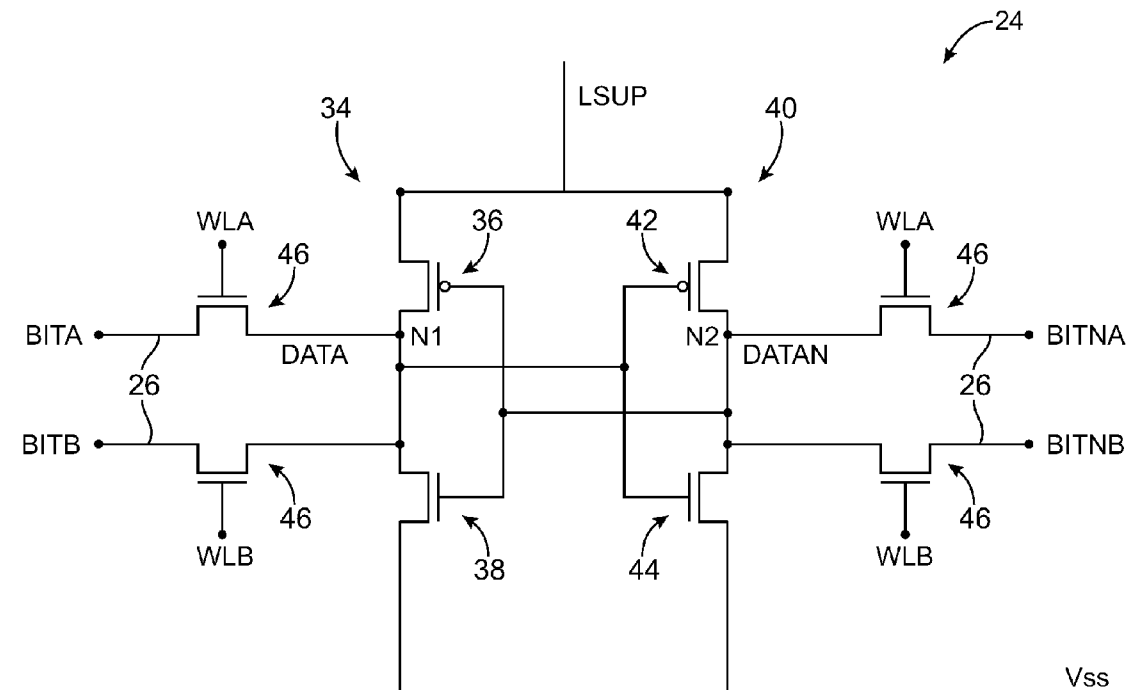 24
LSUP
34
40
WLA
36
42
WLA
46
46
BITA
N1
N2
BITNA
DATA
DATAN
26
26
BITB
BITNB
46
46
WLB
38
44
WLB
Vss